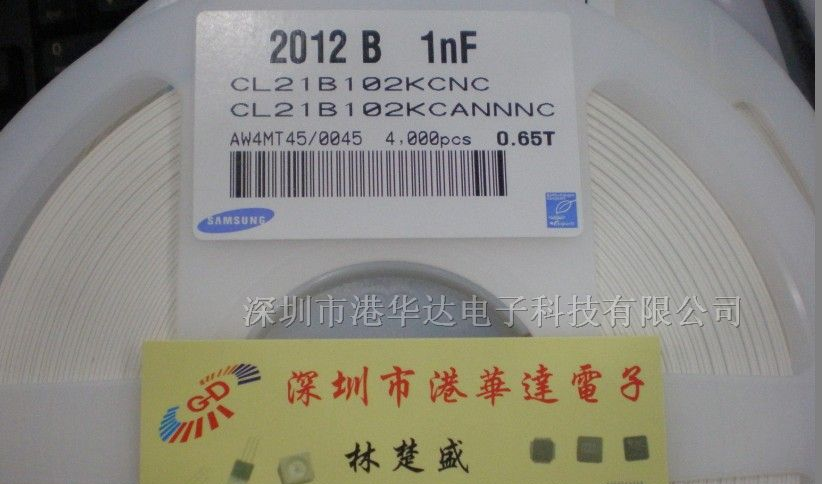 2012 B 1nF
CL21B102KCNC
CL21B102KCANNNC
AW4MT45/0045 4,000pcs 0.65T
SAMSUNG
深圳市港华达电子科技有限公司
GD
深圳市港華達電子
林楚盛